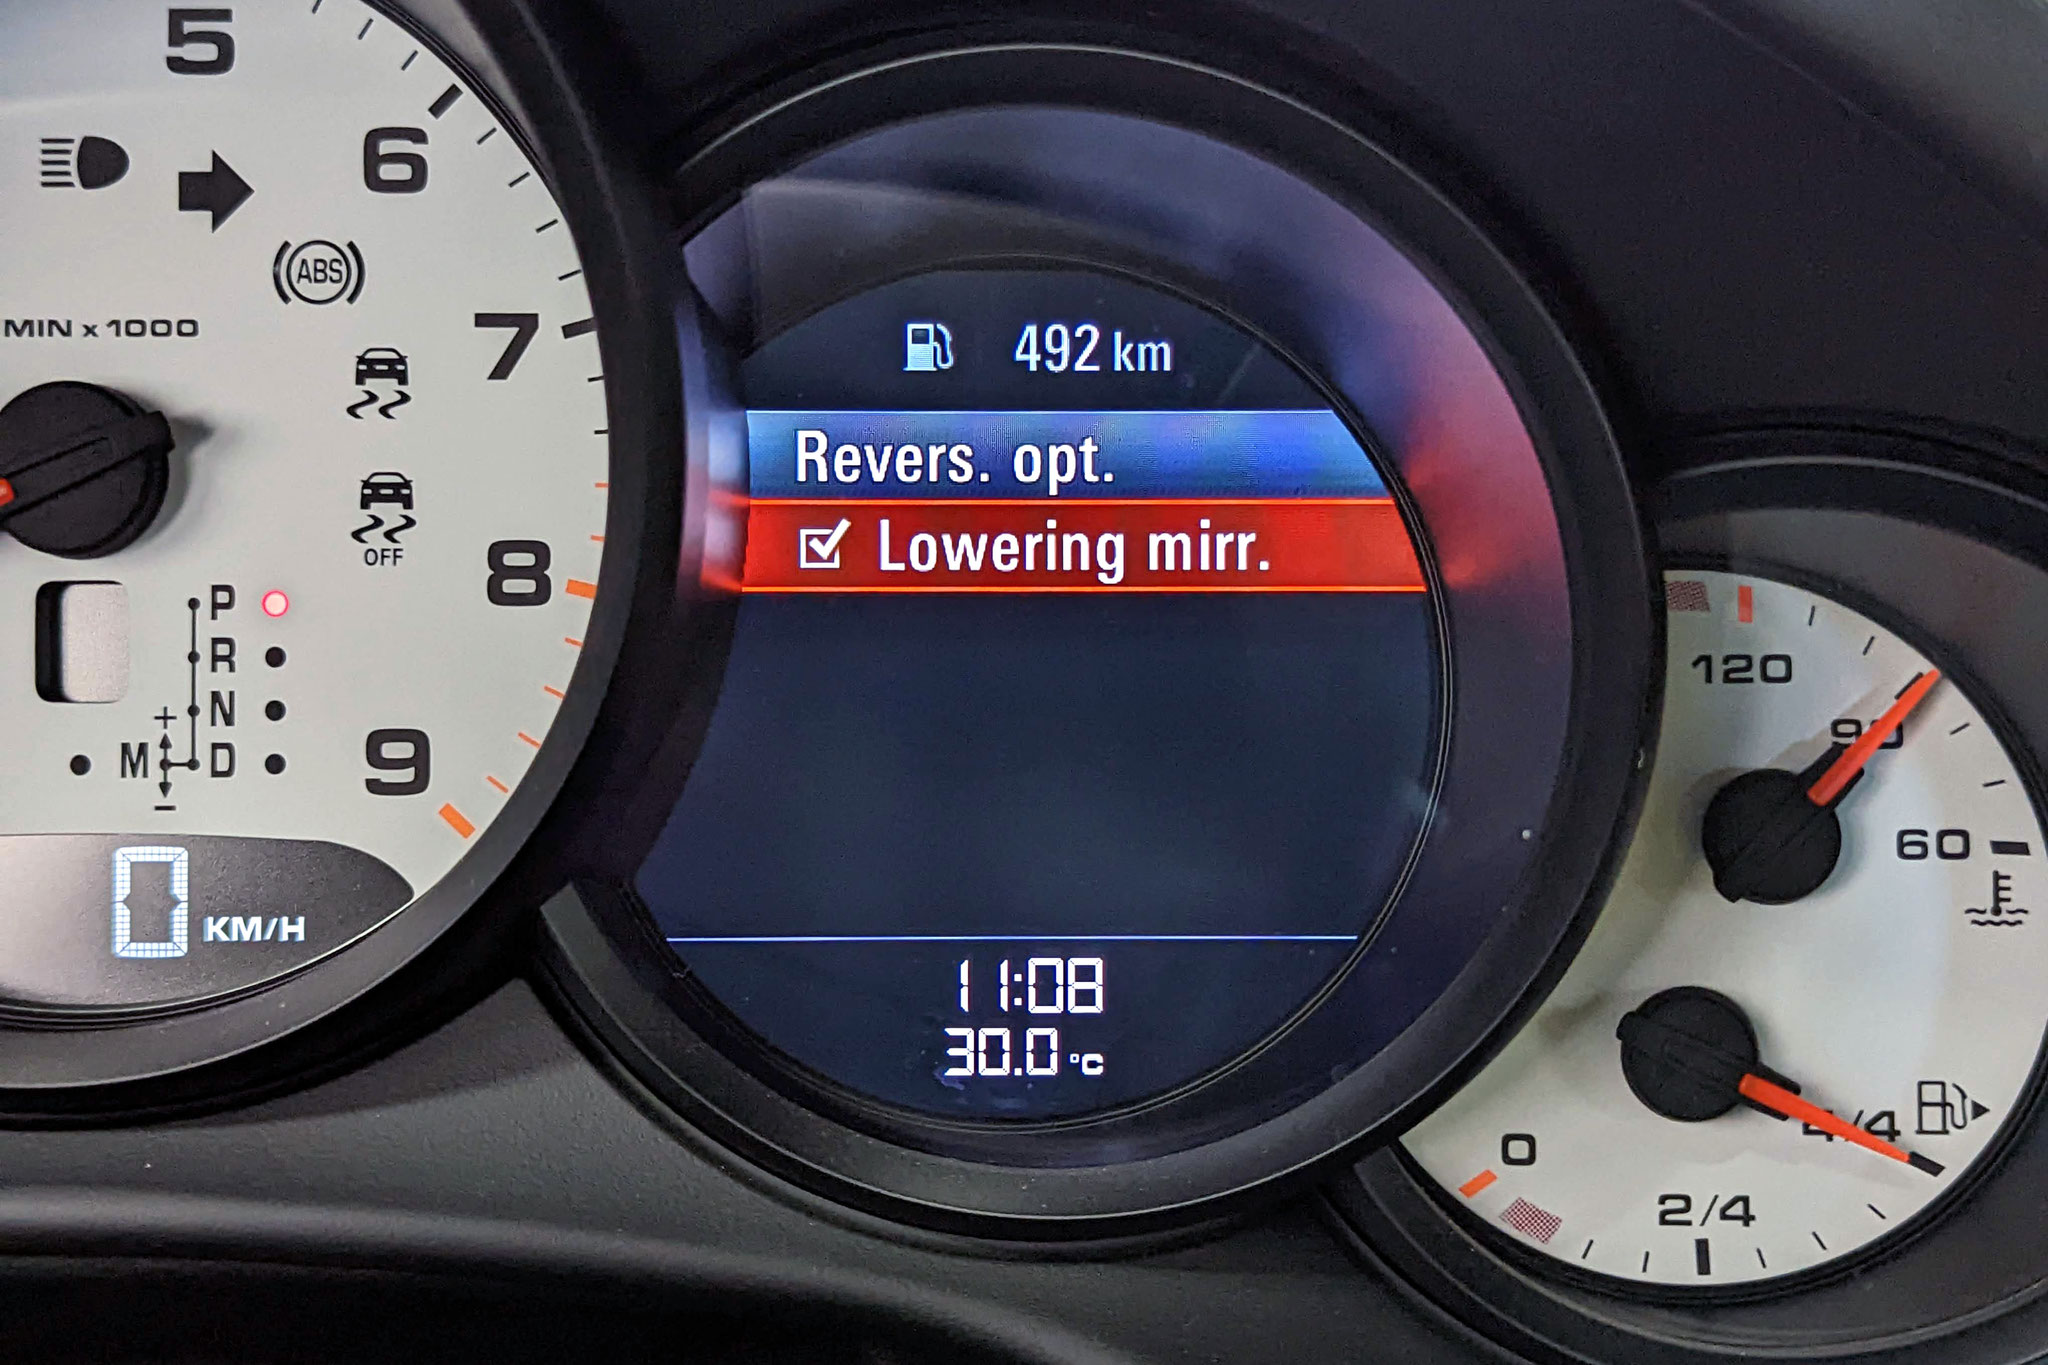 5
6
ABS
MIN x 1000
7
OFF
8
P
R
+
N
M D
−
9
0 KM/H
492 km
Revers. opt.
Lowering mirr.
11:08
30.0 °C
120
90
60
0
4/4
2/4